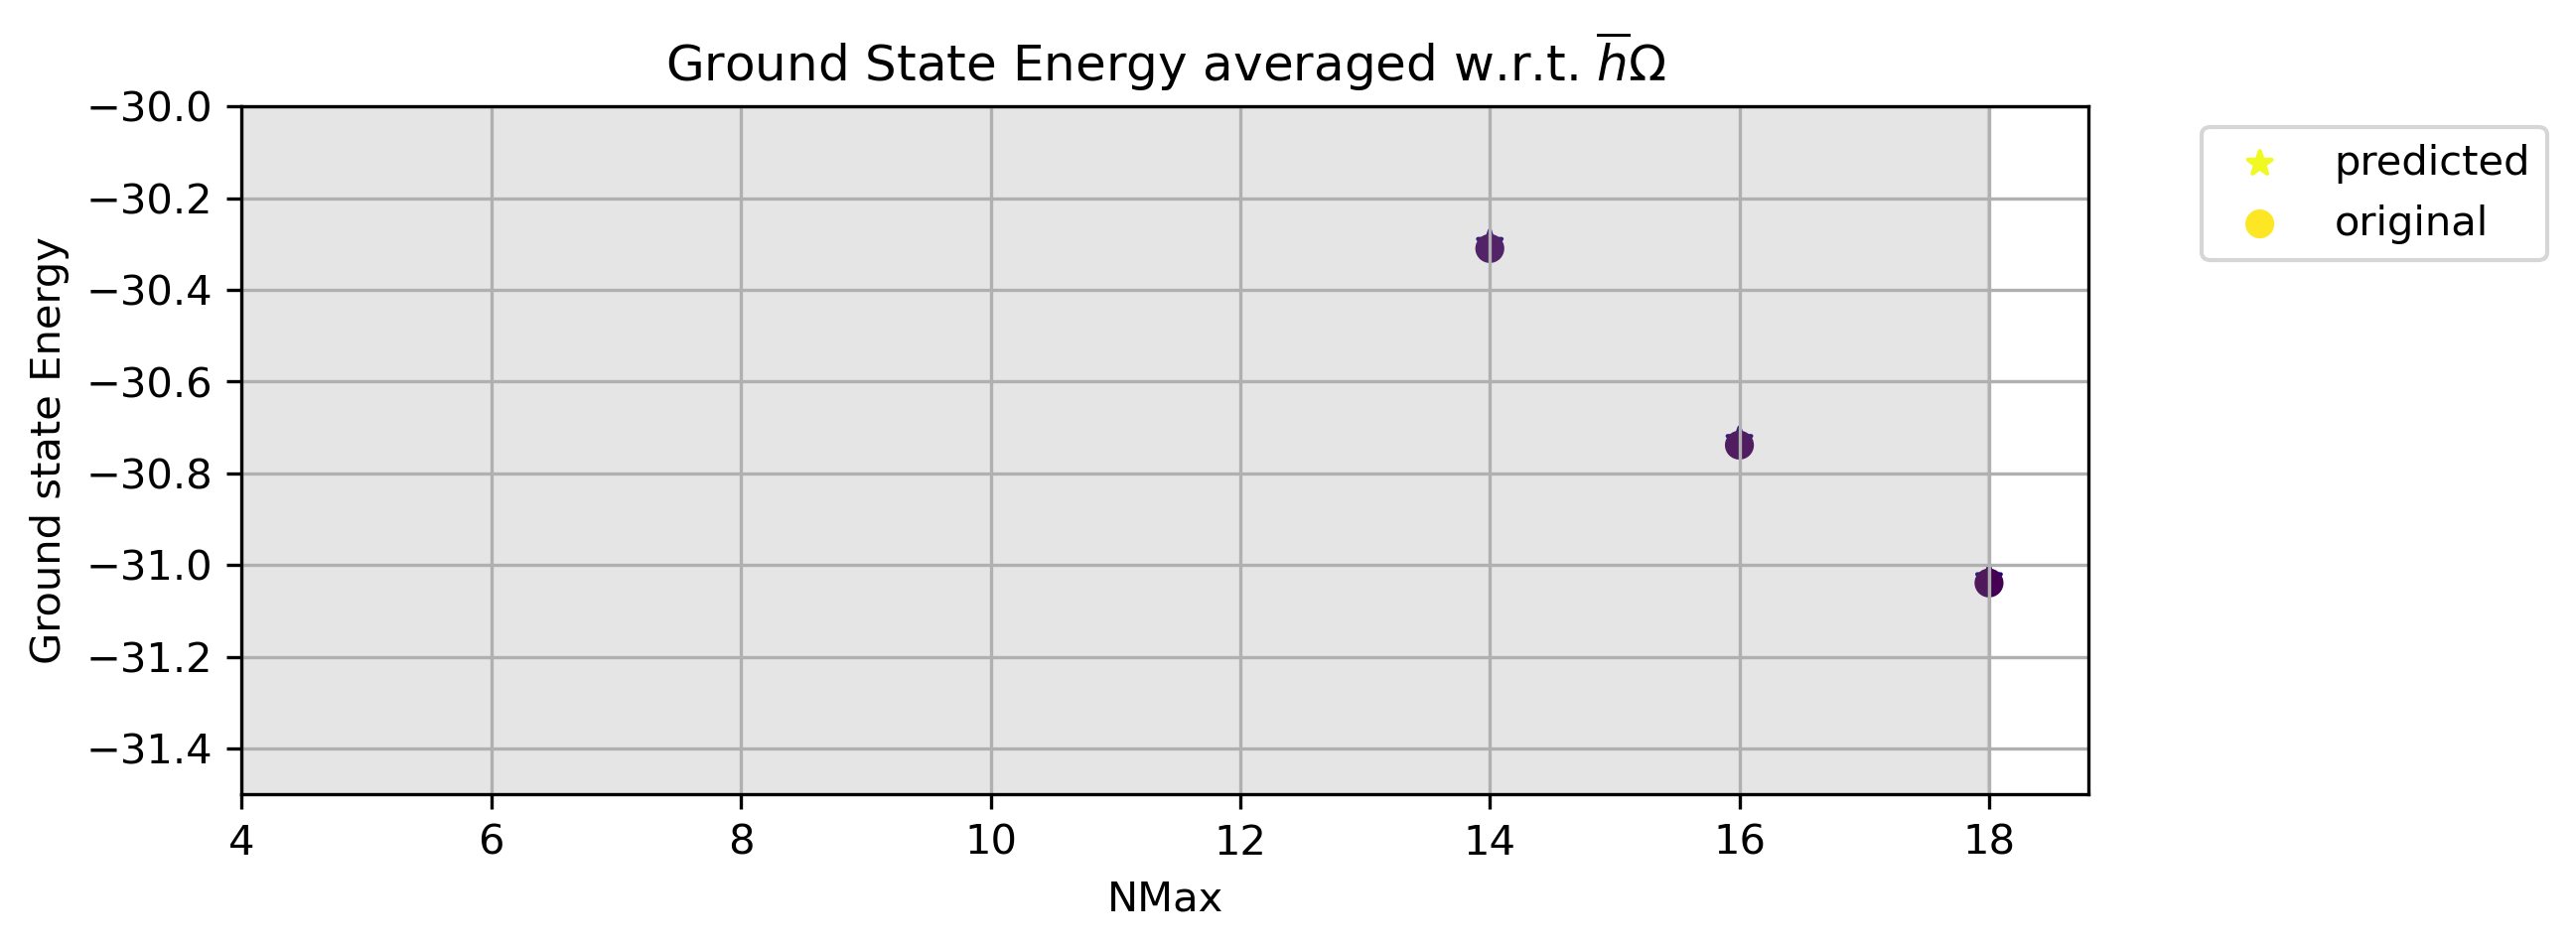 Ground State Energy averaged w.r.t. h̅Ω
−30.0
−30.2
−30.4
−30.6
−30.8
−31.0
−31.2
−31.4
Ground state Energy
4 6 8 10 12 14 16 18
NMax
predicted
original